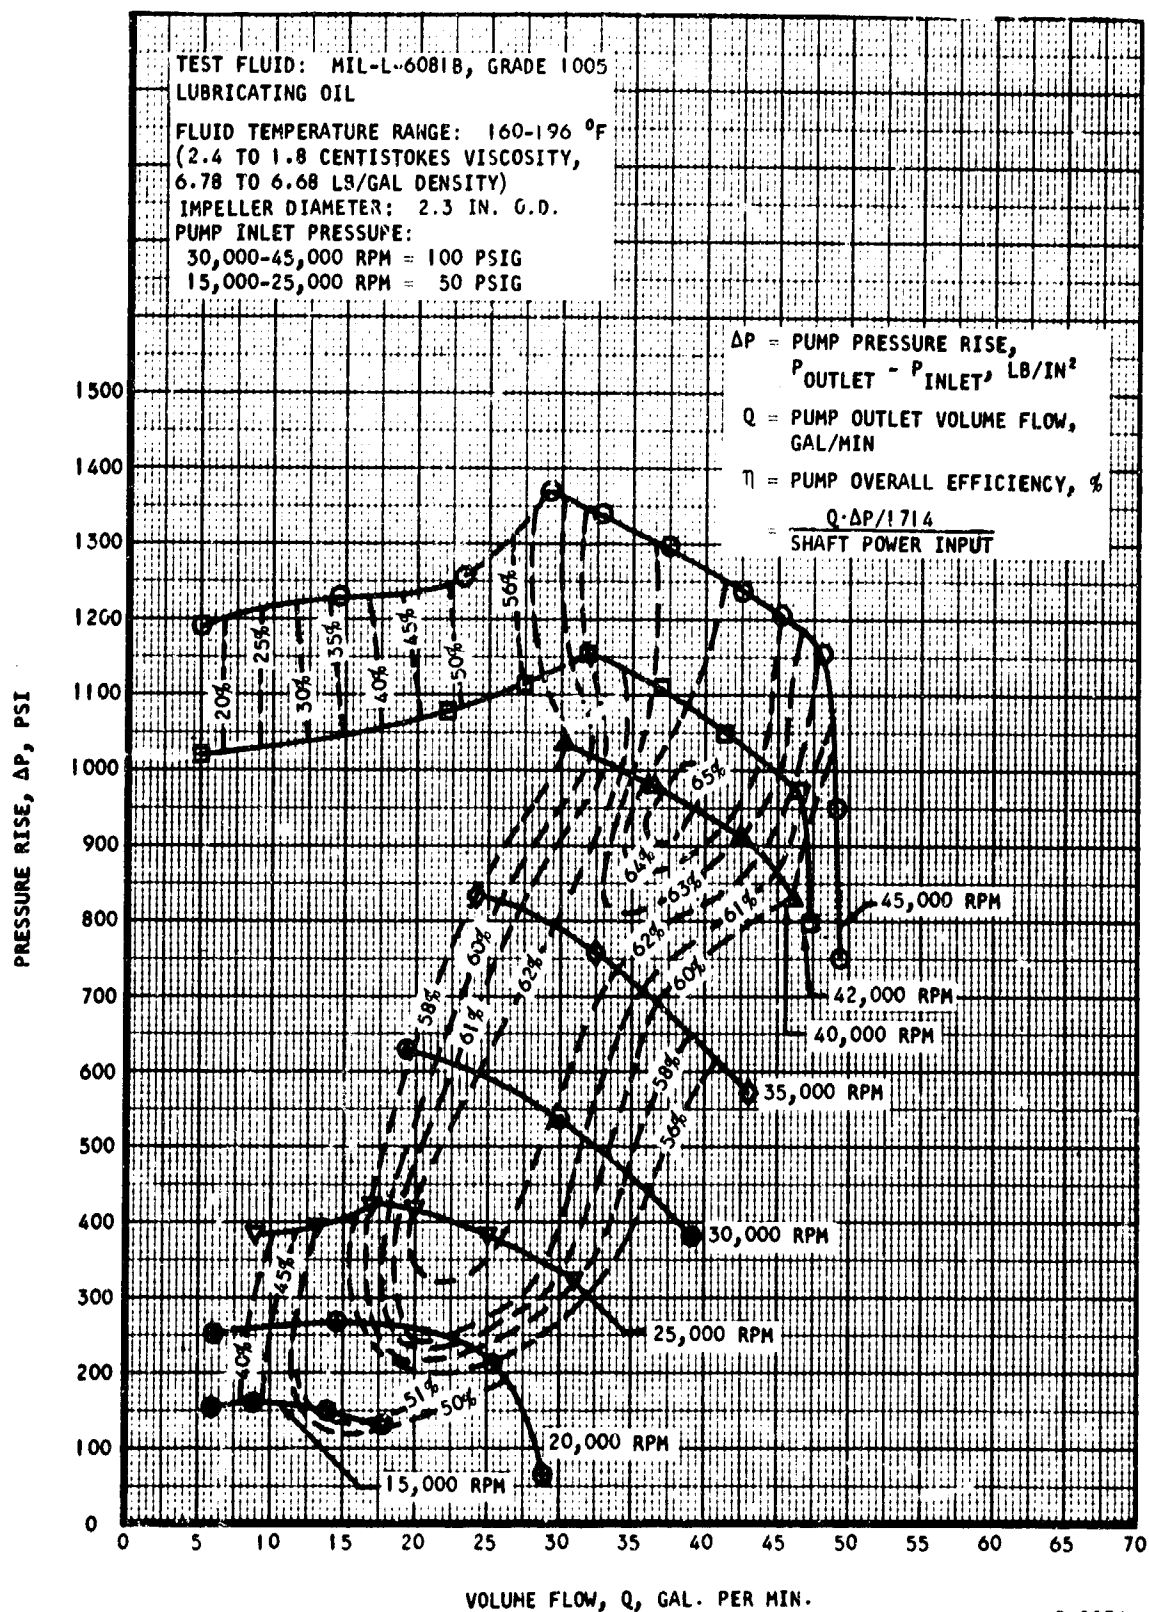 TEST FLUID: MIL-L-6081B, GRADE 1005
LUBRICATING OIL
FLUID TEMPERATURE RANGE: 160-196 °F
(2.4 TO 1.8 CENTISTOKES VISCOSITY,
6.78 TO 6.68 LB/GAL DENSITY)
IMPELLER DIAMETER: 2.3 IN. O.D.
PUMP INLET PRESSURE:
30,000-45,000 RPM = 100 PSIG
15,000-25,000 RPM = 50 PSIG
ΔP = PUMP PRESSURE RISE,
P OUTLET - P INLET, LB/IN²
Q = PUMP OUTLET VOLUME FLOW,
GAL/MIN
η = PUMP OVERALL EFFICIENCY, %
= Q·ΔP/1714
SHAFT POWER INPUT
PRESSURE RISE, ΔP, PSI
1500
1400
1300
1200
1100
1000
900
800
700
600
500
400
300
200
100
0
20%
25%
30%
35%
40%
45%
50%
56%
65%
64%
63%
62%
61%
60%
60%
62%
58%
61%
58%
56%
45%
40%
51%
50%
45,000 RPM
42,000 RPM
40,000 RPM
35,000 RPM
30,000 RPM
25,000 RPM
20,000 RPM
15,000 RPM
0 5 10 15 20 25 30 35 40 45 50 55 60 65 70
VOLUME FLOW, Q, GAL. PER MIN.